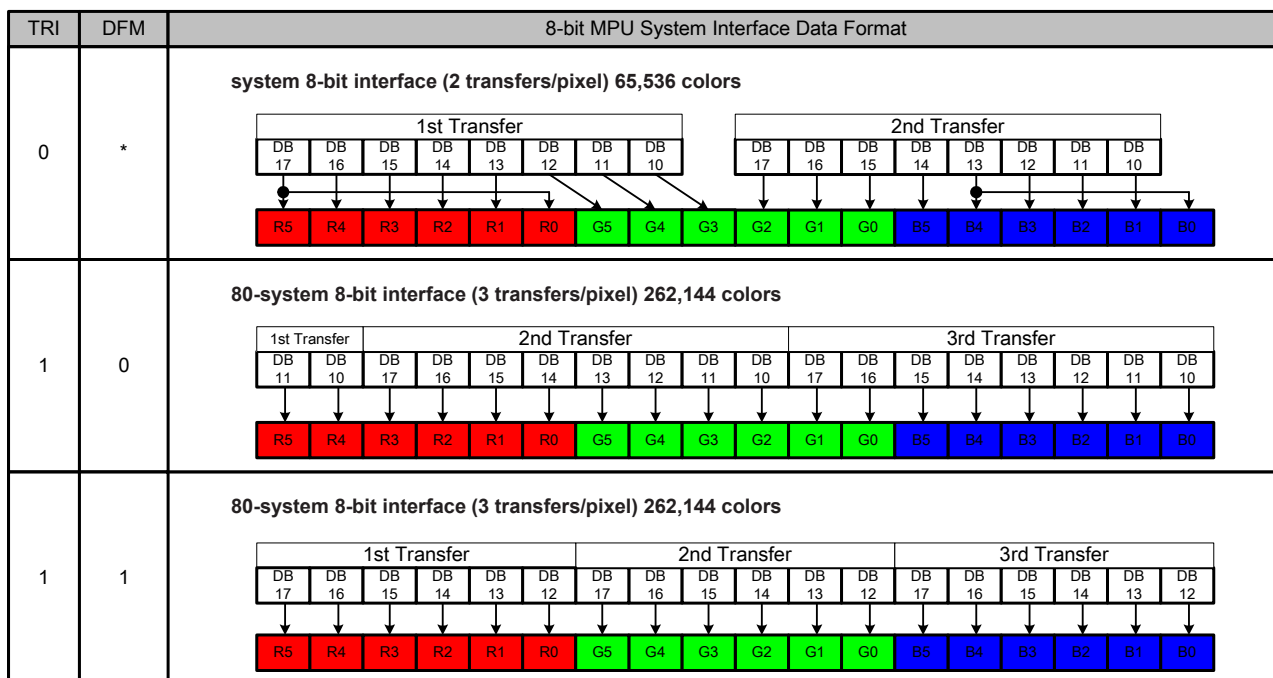 TRI DFM 8-bit MPU System Interface Data Format
system 8-bit interface (2 transfers/pixel) 65,536 colors
1st Transfer 2nd Transfer
DB DB DB DB DB DB DB DB DB DB DB DB DB DB DB DB
17 16 15 14 13 12 11 10 17 16 15 14 13 12 11 10
0 *
R5 R4 R3 R2 R1 R0 G5 G4 G3 G2 G1 G0 B5 B4 B3 B2 B1 B0
80-system 8-bit interface (3 transfers/pixel) 262,144 colors
1st Transfer 2nd Transfer 3rd Transfer
DB DB DB DB DB DB DB DB DB DB DB DB DB DB DB DB DB DB
11 10 17 16 15 14 13 12 11 10 17 16 15 14 13 12 11 10
1 0
R5 R4 R3 R2 R1 R0 G5 G4 G3 G2 G1 G0 B5 B4 B3 B2 B1 B0
80-system 8-bit interface (3 transfers/pixel) 262,144 colors
1st Transfer 2nd Transfer 3rd Transfer
DB DB DB DB DB DB DB DB DB DB DB DB DB DB DB DB DB DB
17 16 15 14 13 12 17 16 15 14 13 12 17 16 15 14 13 12
1 1
R5 R4 R3 R2 R1 R0 G5 G4 G3 G2 G1 G0 B5 B4 B3 B2 B1 B0